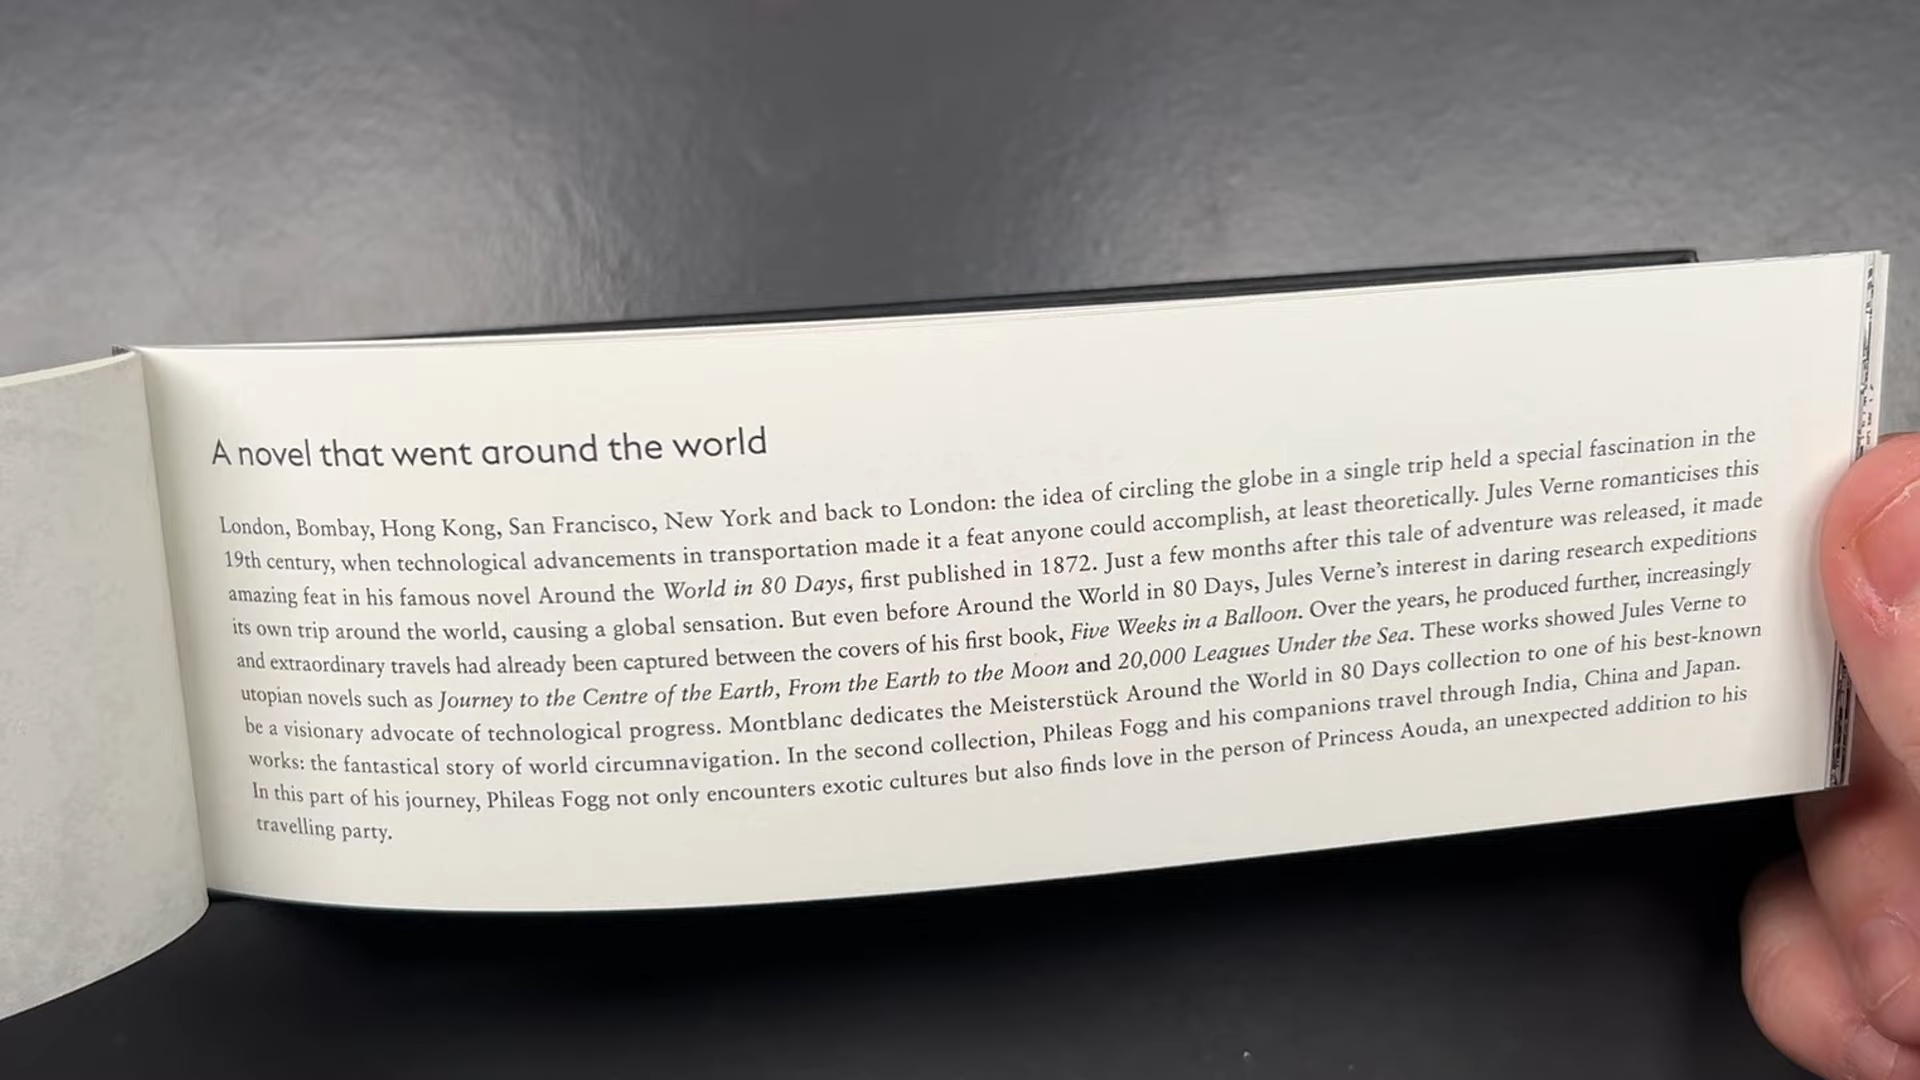 A novel that went around the world
London, Bombay, Hong Kong, San Francisco, New York and back to London: the idea of circling the globe in a single trip held a special fascination in the
19th century, when technological advancements in transportation made it a feat anyone could accomplish, at least theoretically. Jules Verne romanticises this
amazing feat in his famous novel Around the World in 80 Days, first published in 1872. Just a few months after this tale of adventure was released, it made
its own trip around the world, causing a global sensation. But even before Around the World in 80 Days, Jules Verne’s interest in daring research expeditions
and extraordinary travels had already been captured between the covers of his first book, Five Weeks in a Balloon. Over the years, he produced further, increasingly
utopian novels such as Journey to the Centre of the Earth, From the Earth to the Moon and 20,000 Leagues Under the Sea. These works showed Jules Verne to
be a visionary advocate of technological progress. Montblanc dedicates the Meisterstück Around the World in 80 Days collection to one of his best-known
works: the fantastical story of world circumnavigation. In the second collection, Phileas Fogg and his companions travel through India, China and Japan.
In this part of his journey, Phileas Fogg not only encounters exotic cultures but also finds love in the person of Princess Aouda, an unexpected addition to his
travelling party.